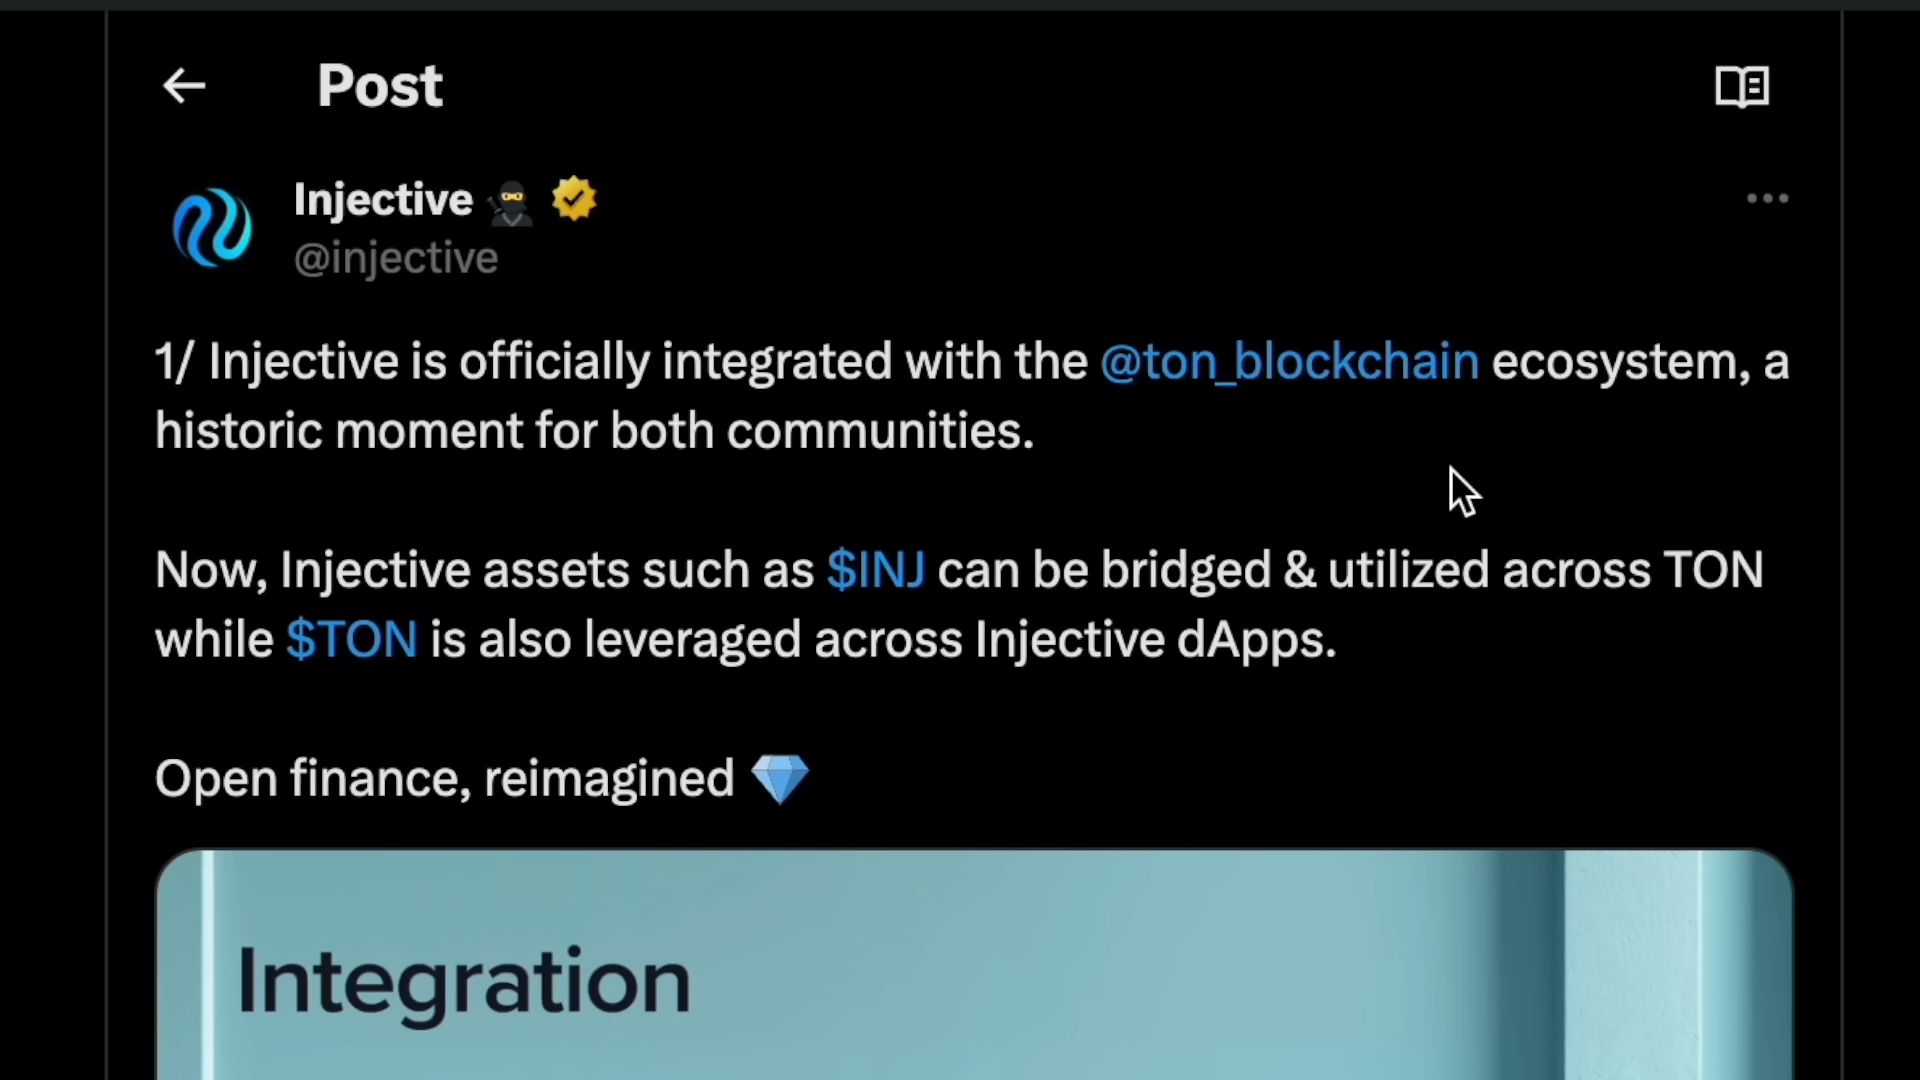 Post
Injective 🥷
@injective
1/ Injective is officially integrated with the @ton_blockchain ecosystem, a
historic moment for both communities.
Now, Injective assets such as $INJ can be bridged & utilized across TON
while $TON is also leveraged across Injective dApps.
Open finance, reimagined 💎
Integration